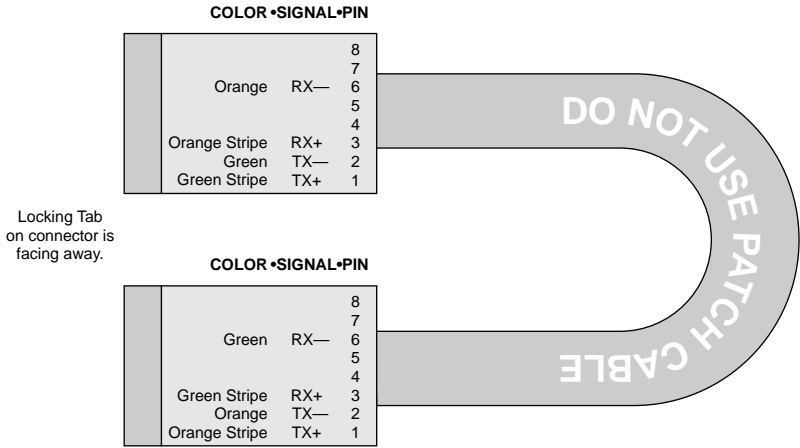 COLOR •SIGNAL•PIN
8
7
Orange RX— 6
5
4
Orange Stripe RX+ 3
Green TX— 2
Green Stripe TX+ 1
DO NOT USE PATCH CABLE
Locking Tab
on connector is
facing away.
COLOR •SIGNAL•PIN
8
7
Green RX— 6
5
4
Green Stripe RX+ 3
Orange TX— 2
Orange Stripe TX+ 1